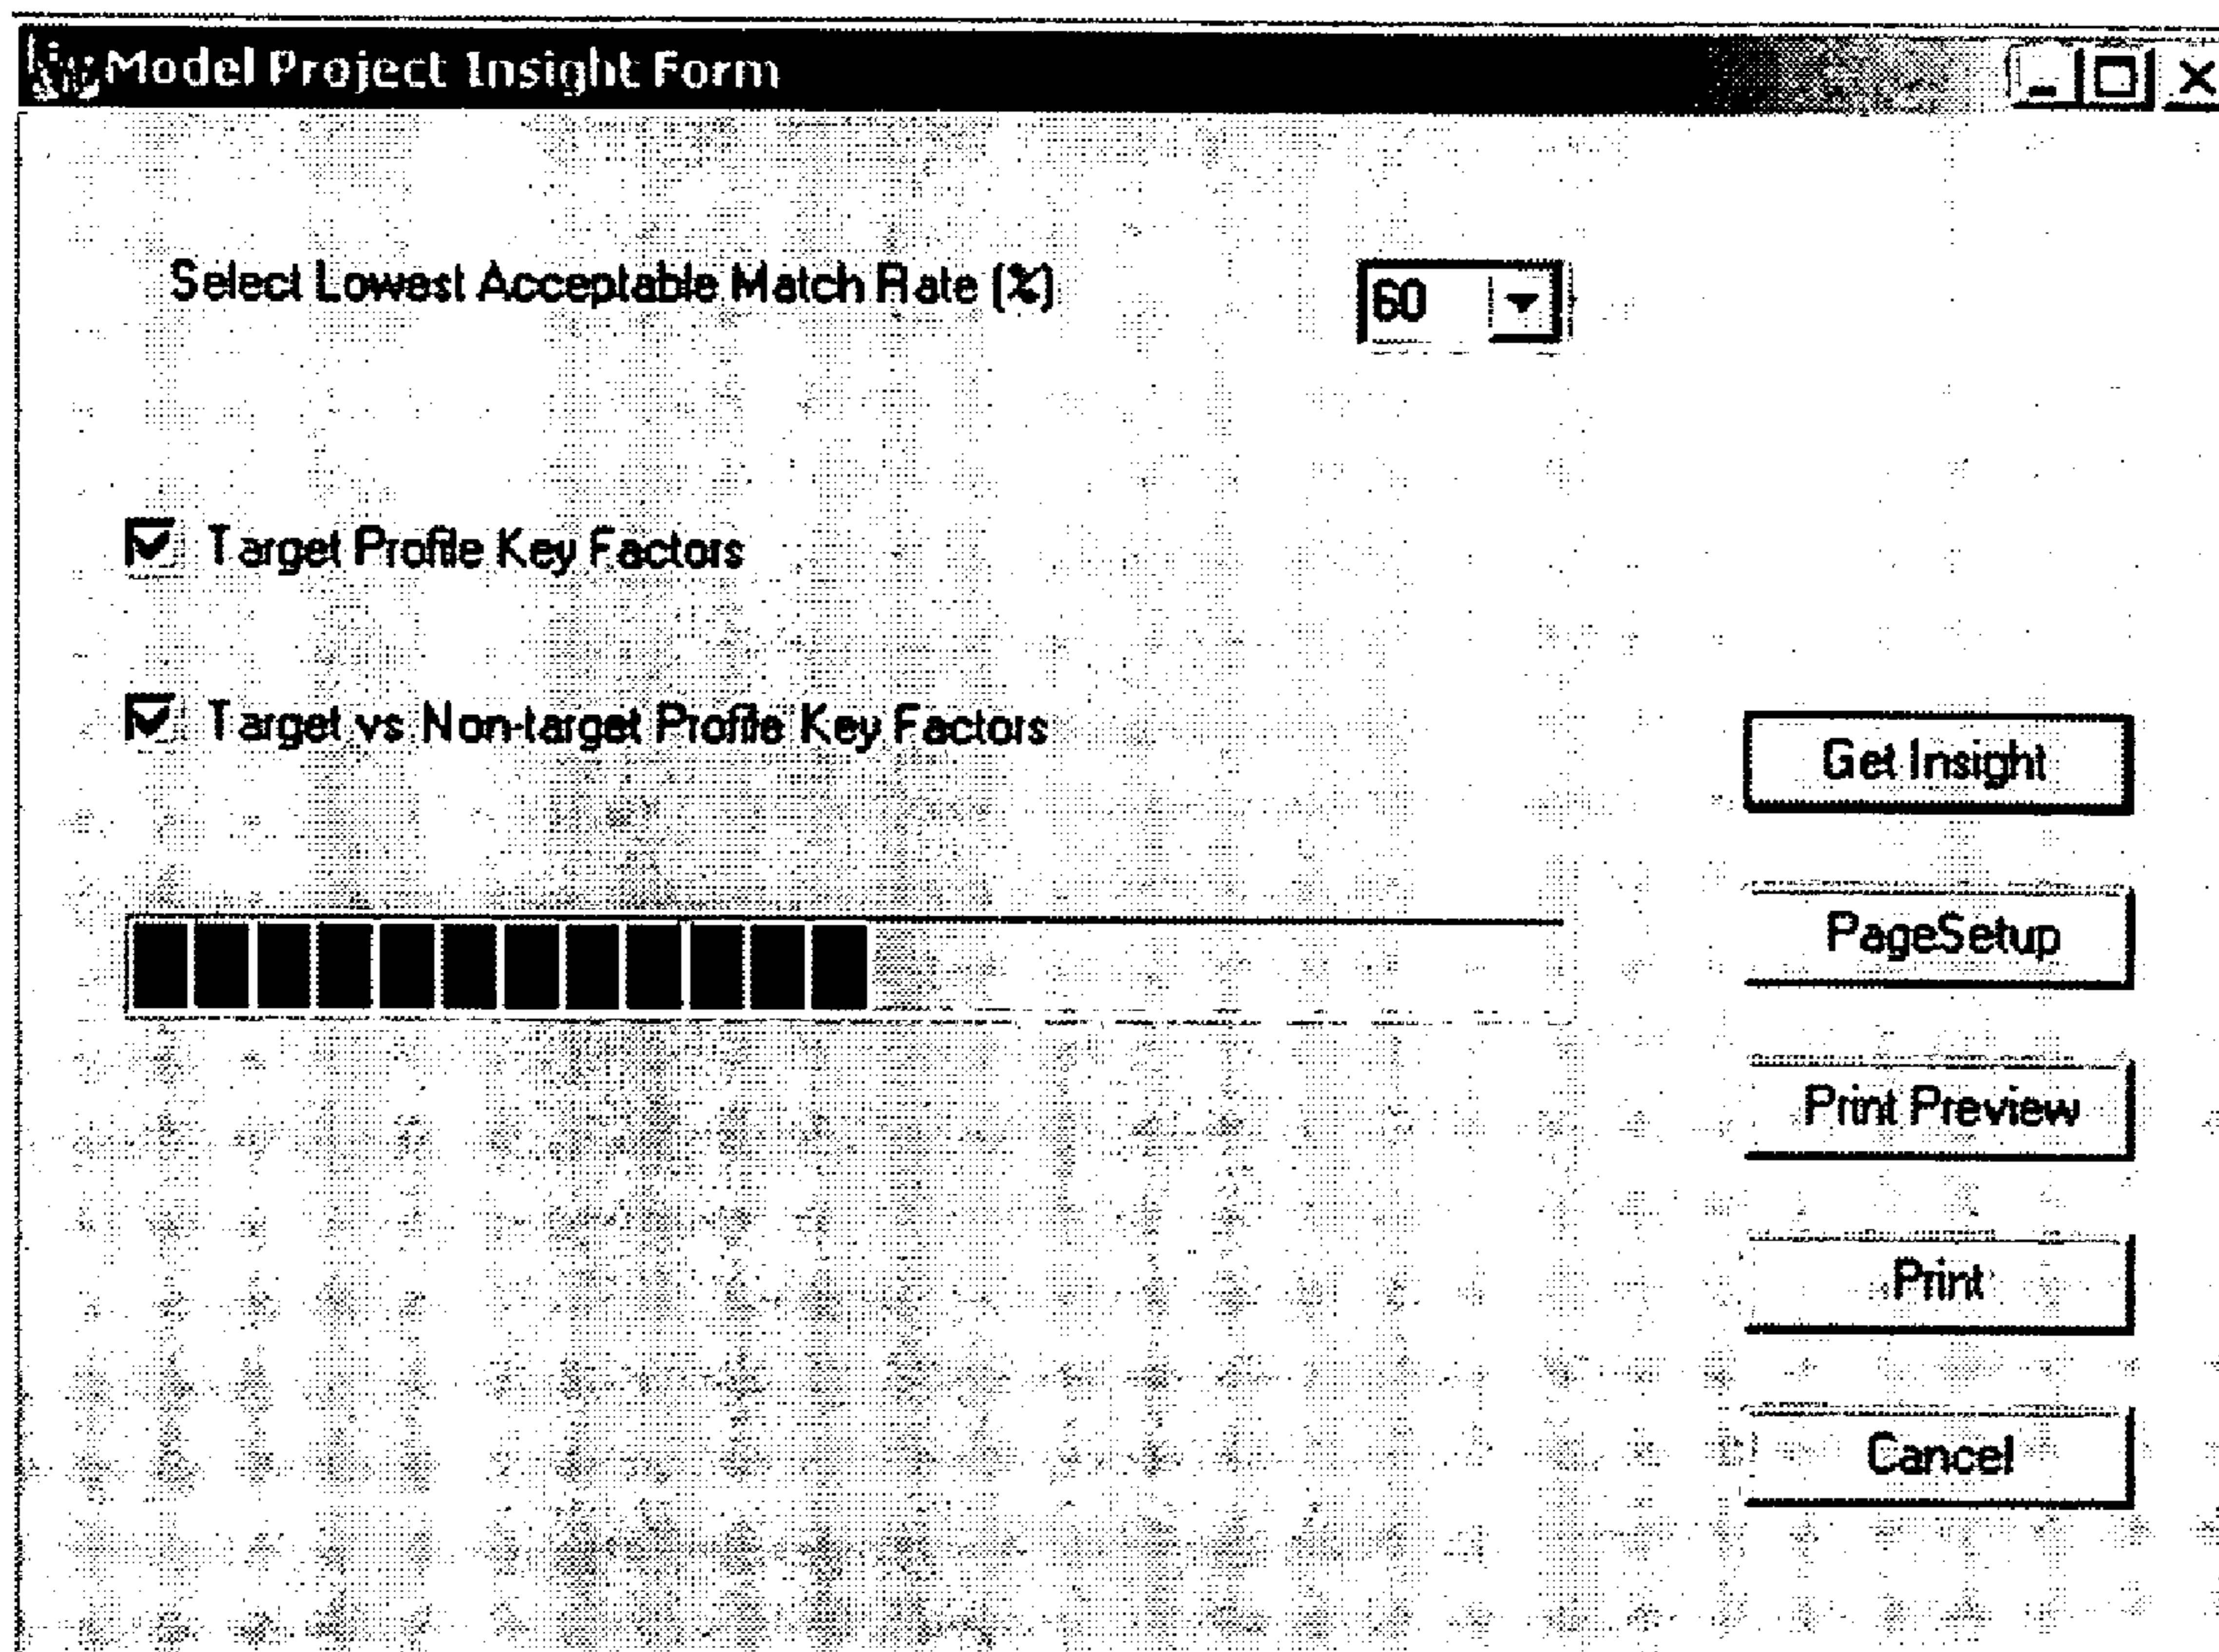 Model Project Insight Form
Select Lowest Acceptable Match Rate (%)
60
Target Profile Key Factors
Target vs Non-target Profile Key Factors
Get Insight
PageSetup
Print Preview
Print
Cancel